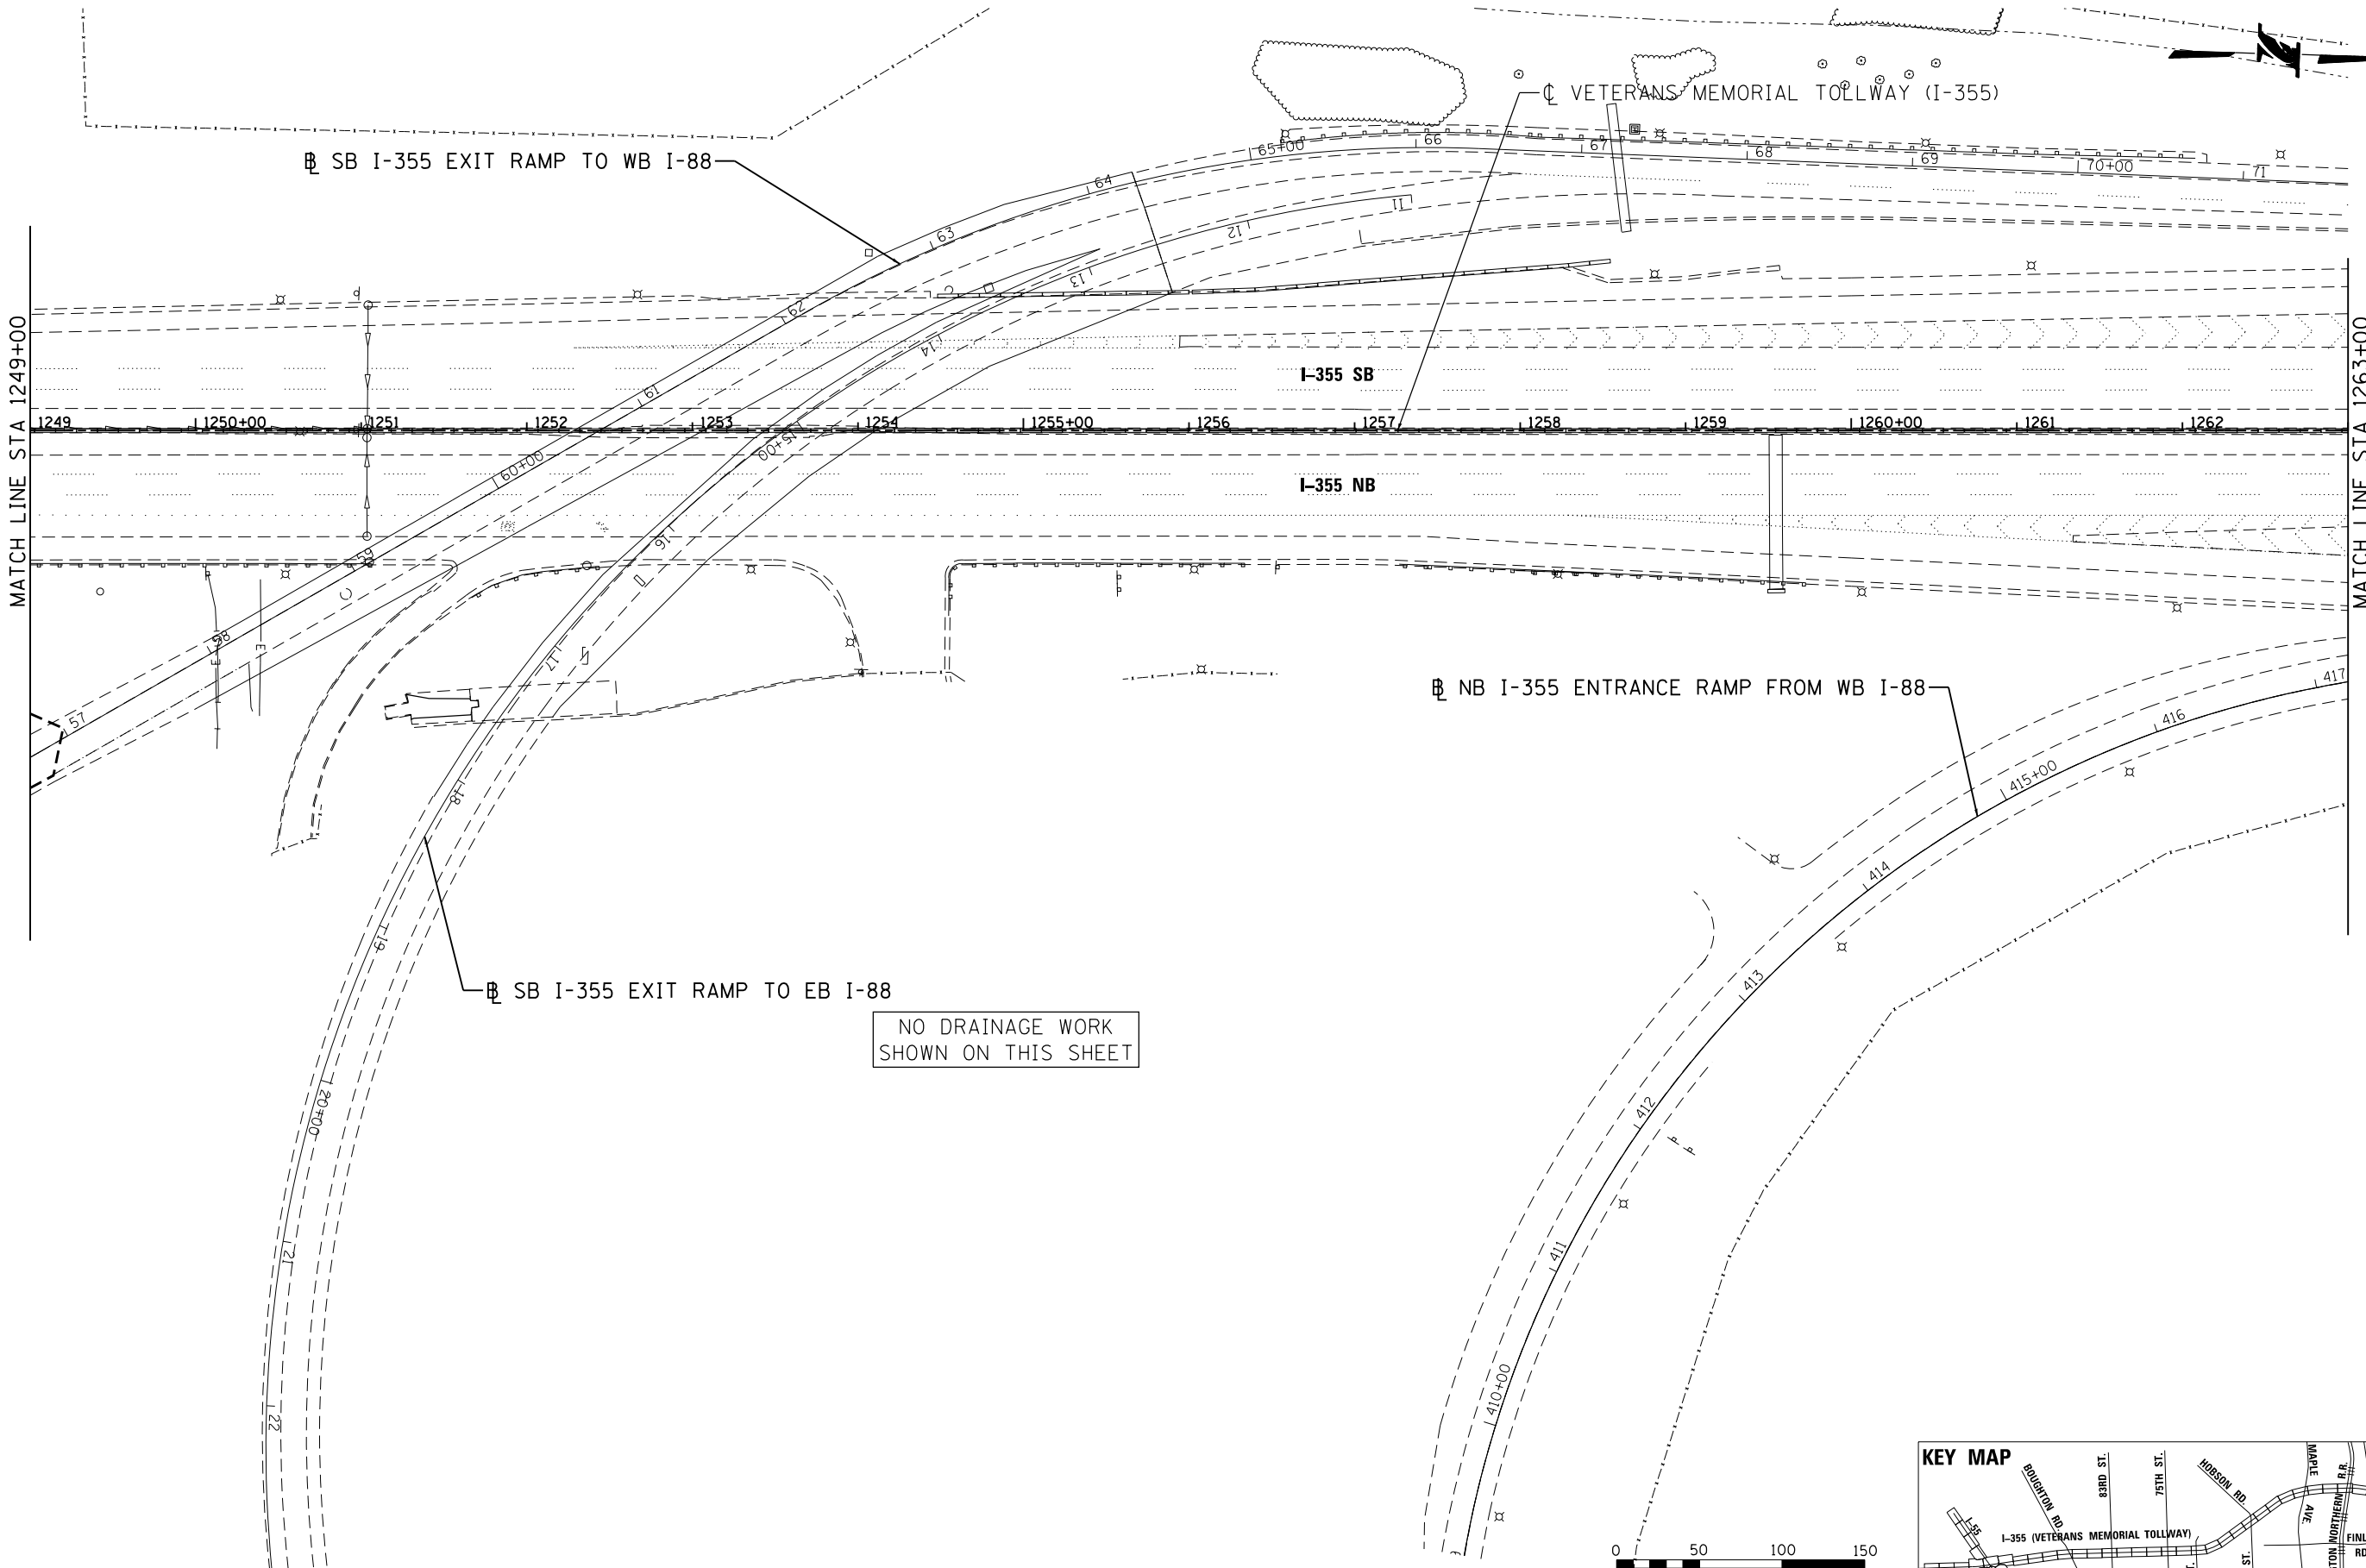 ℄ VETERANS MEMORIAL TOLLWAY (I-355)
B SB I-355 EXIT RAMP TO WB I-88
65+00
66
67
68
69
70+00
71
64
63
62
61
60+00
59
58
57
11
12
13
14
15+00
16
17
18
19
20+00
21
22
MATCH LINE STA 1249+00
MATCH LINE STA 1263+00
I-355 SB
1249
1250+00
1251
1252
1253
1254
1255+00
1256
1257
1258
1259
1260+00
1261
1262
I-355 NB
E
E
B NB I-355 ENTRANCE RAMP FROM WB I-88
417
416
415+00
414
413
412
411
410+00
B SB I-355 EXIT RAMP TO EB I-88
NO DRAINAGE WORK
SHOWN ON THIS SHEET
0 50 100 150
KEY MAP
BOUGHTON RD.
83RD ST.
75TH ST.
HOBSON RD.
MAPLE AVE.
R.R.
I-55
I-355 (VETERANS MEMORIAL TOLLWAY)
TON NORTHERN
FINL
RD
ST.